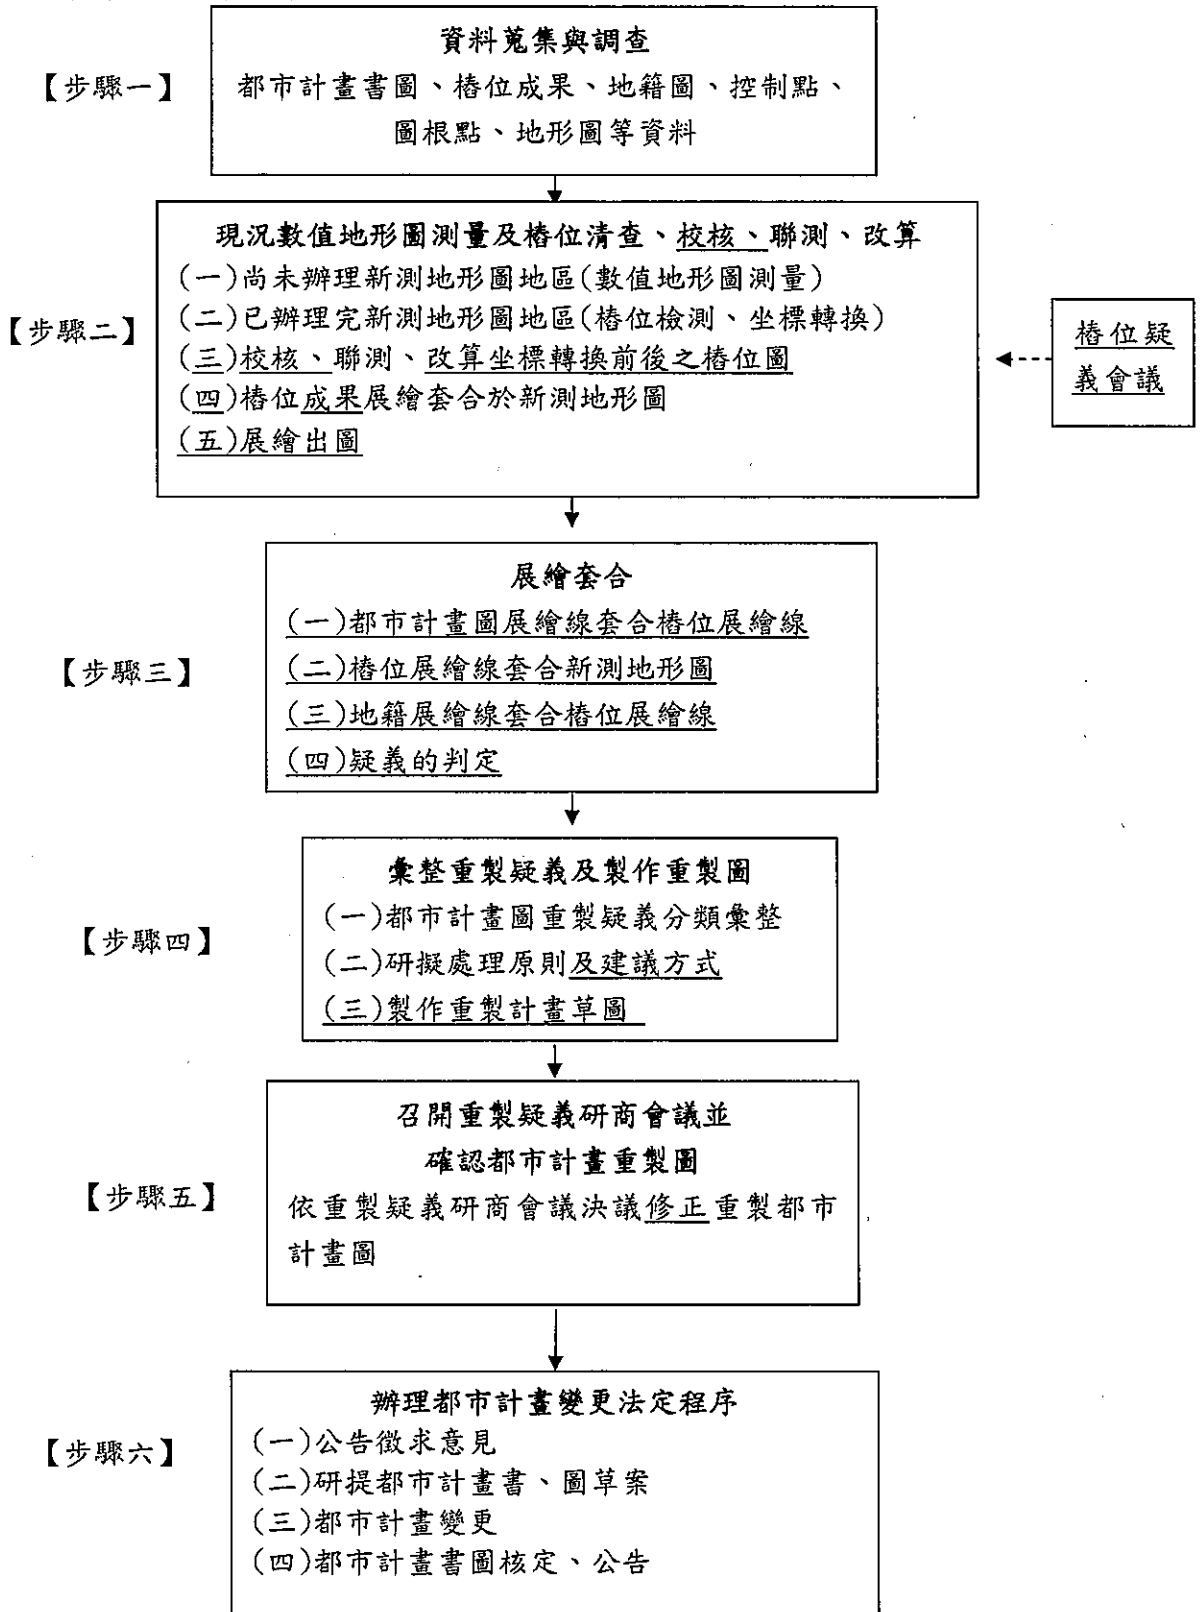 資料蒐集與調查
【步驟一】
都市計畫書圖、樁位成果、地籍圖、控制點、
圖根點、地形圖等資料
現況數值地形圖測量及樁位清查、校核、聯測、改算
(一)尚未辦理新測地形圖地區(數值地形圖測量)
【步驟二】
(二)已辦理完新測地形圖地區(樁位檢測、坐標轉換)
(三)校核、聯測、改算坐標轉換前後之樁位圖
(四)樁位成果展繪套合於新測地形圖
(五)展繪出圖
樁位疑
義會議
展繪套合
(一)都市計畫圖展繪線套合樁位展繪線
【步驟三】
(二)樁位展繪線套合新測地形圖
(三)地籍展繪線套合樁位展繪線
(四)疑義的判定
彙整重製疑義及製作重製圖
(一)都市計畫圖重製疑義分類彙整
【步驟四】
(二)研擬處理原則及建議方式
(三)製作重製計畫草圖
召開重製疑義研商會議並
確認都市計畫重製圖
【步驟五】
依重製疑義研商會議決議修正重製都市
計畫圖
辦理都市計畫變更法定程序
【步驟六】
(一)公告徵求意見
(二)研提都市計畫書、圖草案
(三)都市計畫變更
(四)都市計畫書圖核定、公告